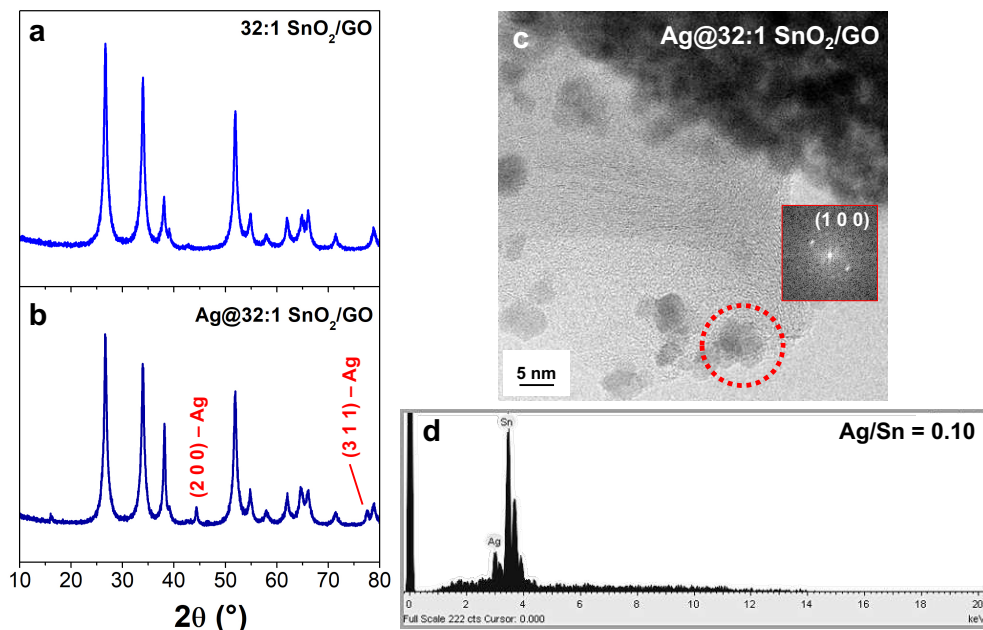 a
32:1 SnO₂/GO
b
Ag@32:1 SnO₂/GO
(2 0 0) – Ag
(3 1 1) – Ag
10 20 30 40 50 60 70 80
2θ (°)
c
Ag@32:1 SnO₂/GO
(1 0 0)
5 nm
d
Ag/Sn = 0.10
Sn
Ag
0 2 4 6 8 10 12 14 16 18 20
Full Scale 222 cts Cursor: 0.000
keV